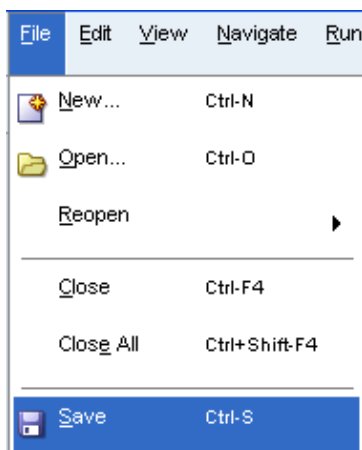 File Edit View Navigate Run
New... Ctrl-N
Open... Ctrl-O
Reopen
Close Ctrl-F4
Close All Ctrl+Shift-F4
Save Ctrl-S